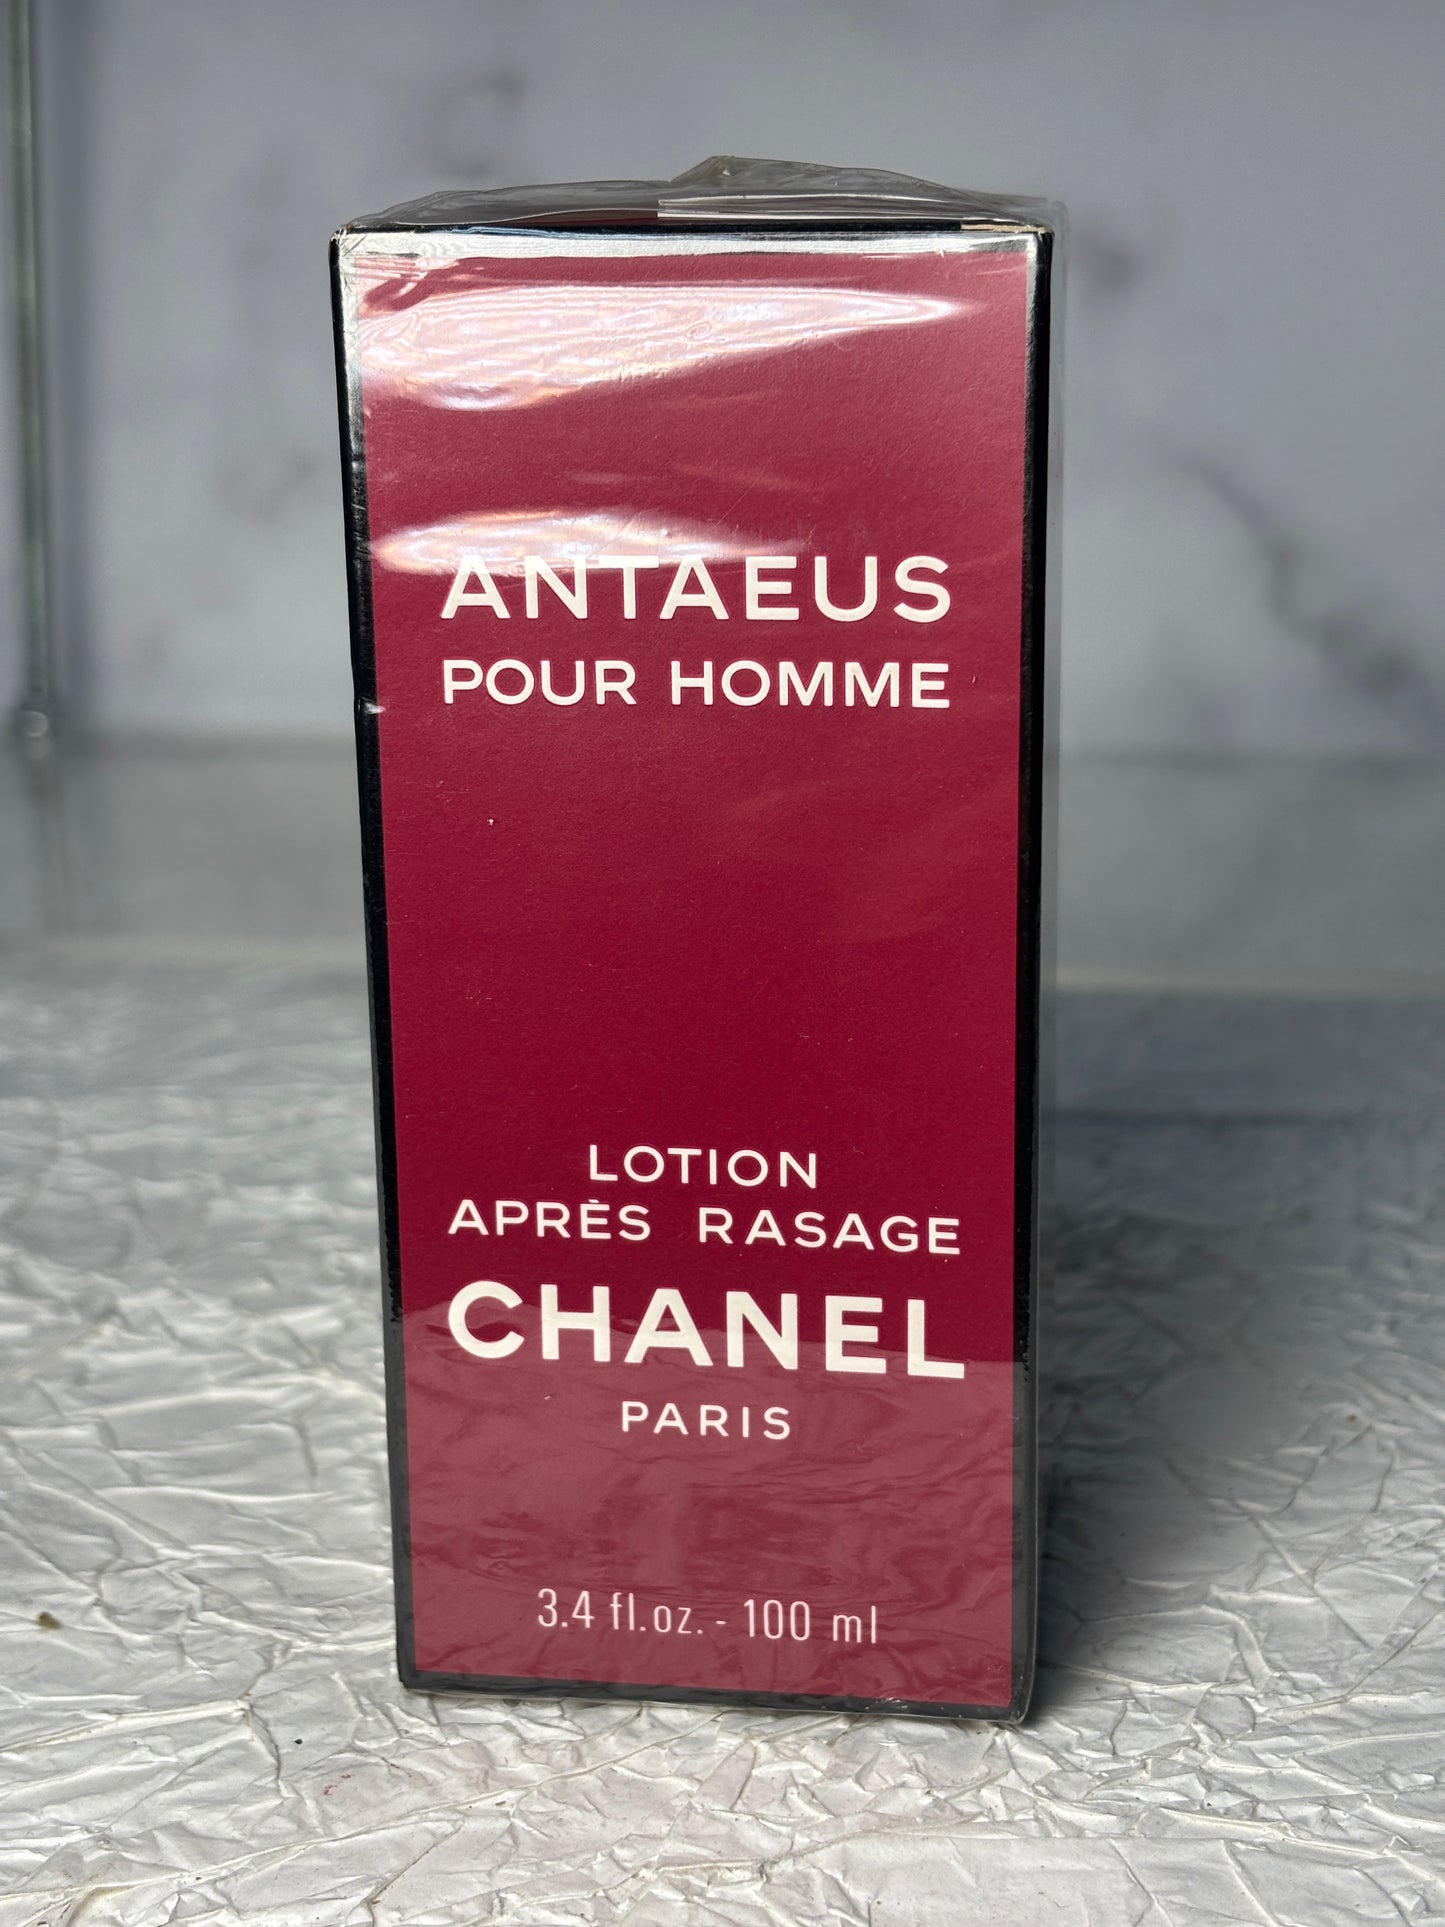 ANTAEUS
POUR HOMME
LOTION
APRÈS RASAGE
CHANEL
PARIS
3.4 fl.oz. - 100 ml